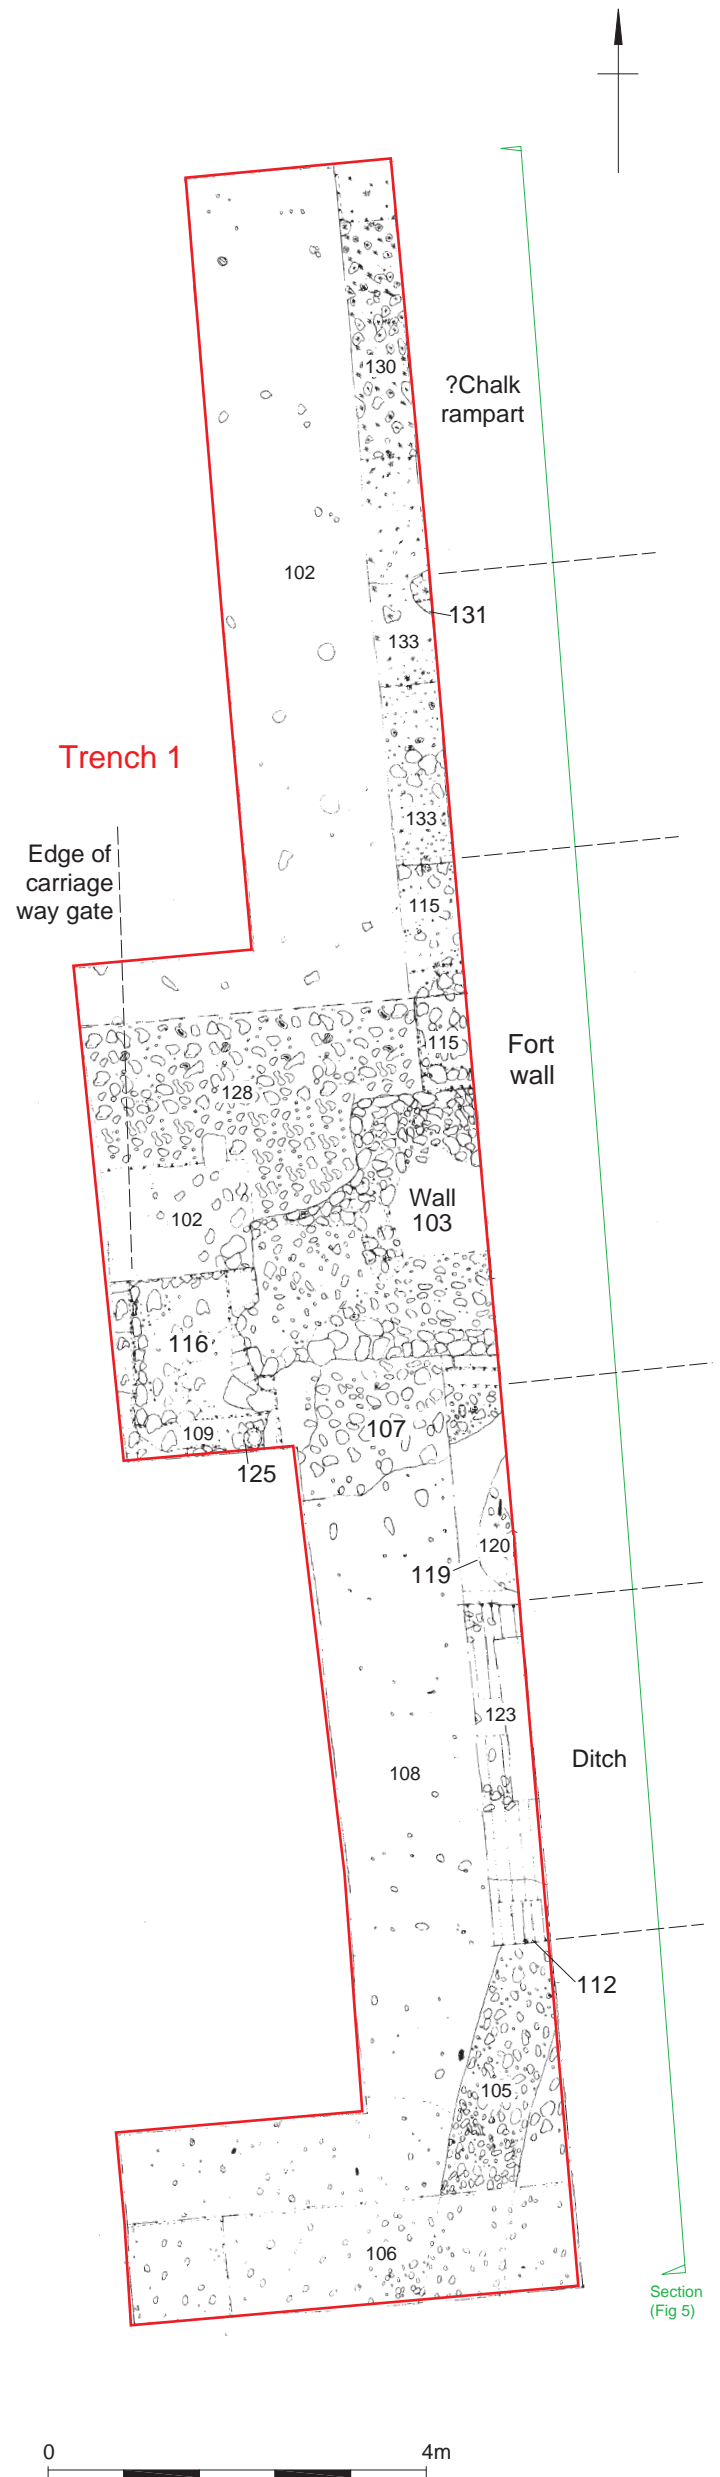 130
?Chalk
rampart
102
131
133
Trench 1
133
Edge of
carriage
way gate
115
115
Fort
wall
128
Wall
103
102
116
107
109
125
120
119
123
Ditch
108
112
105
106
Section
(Fig 5)
0 4m